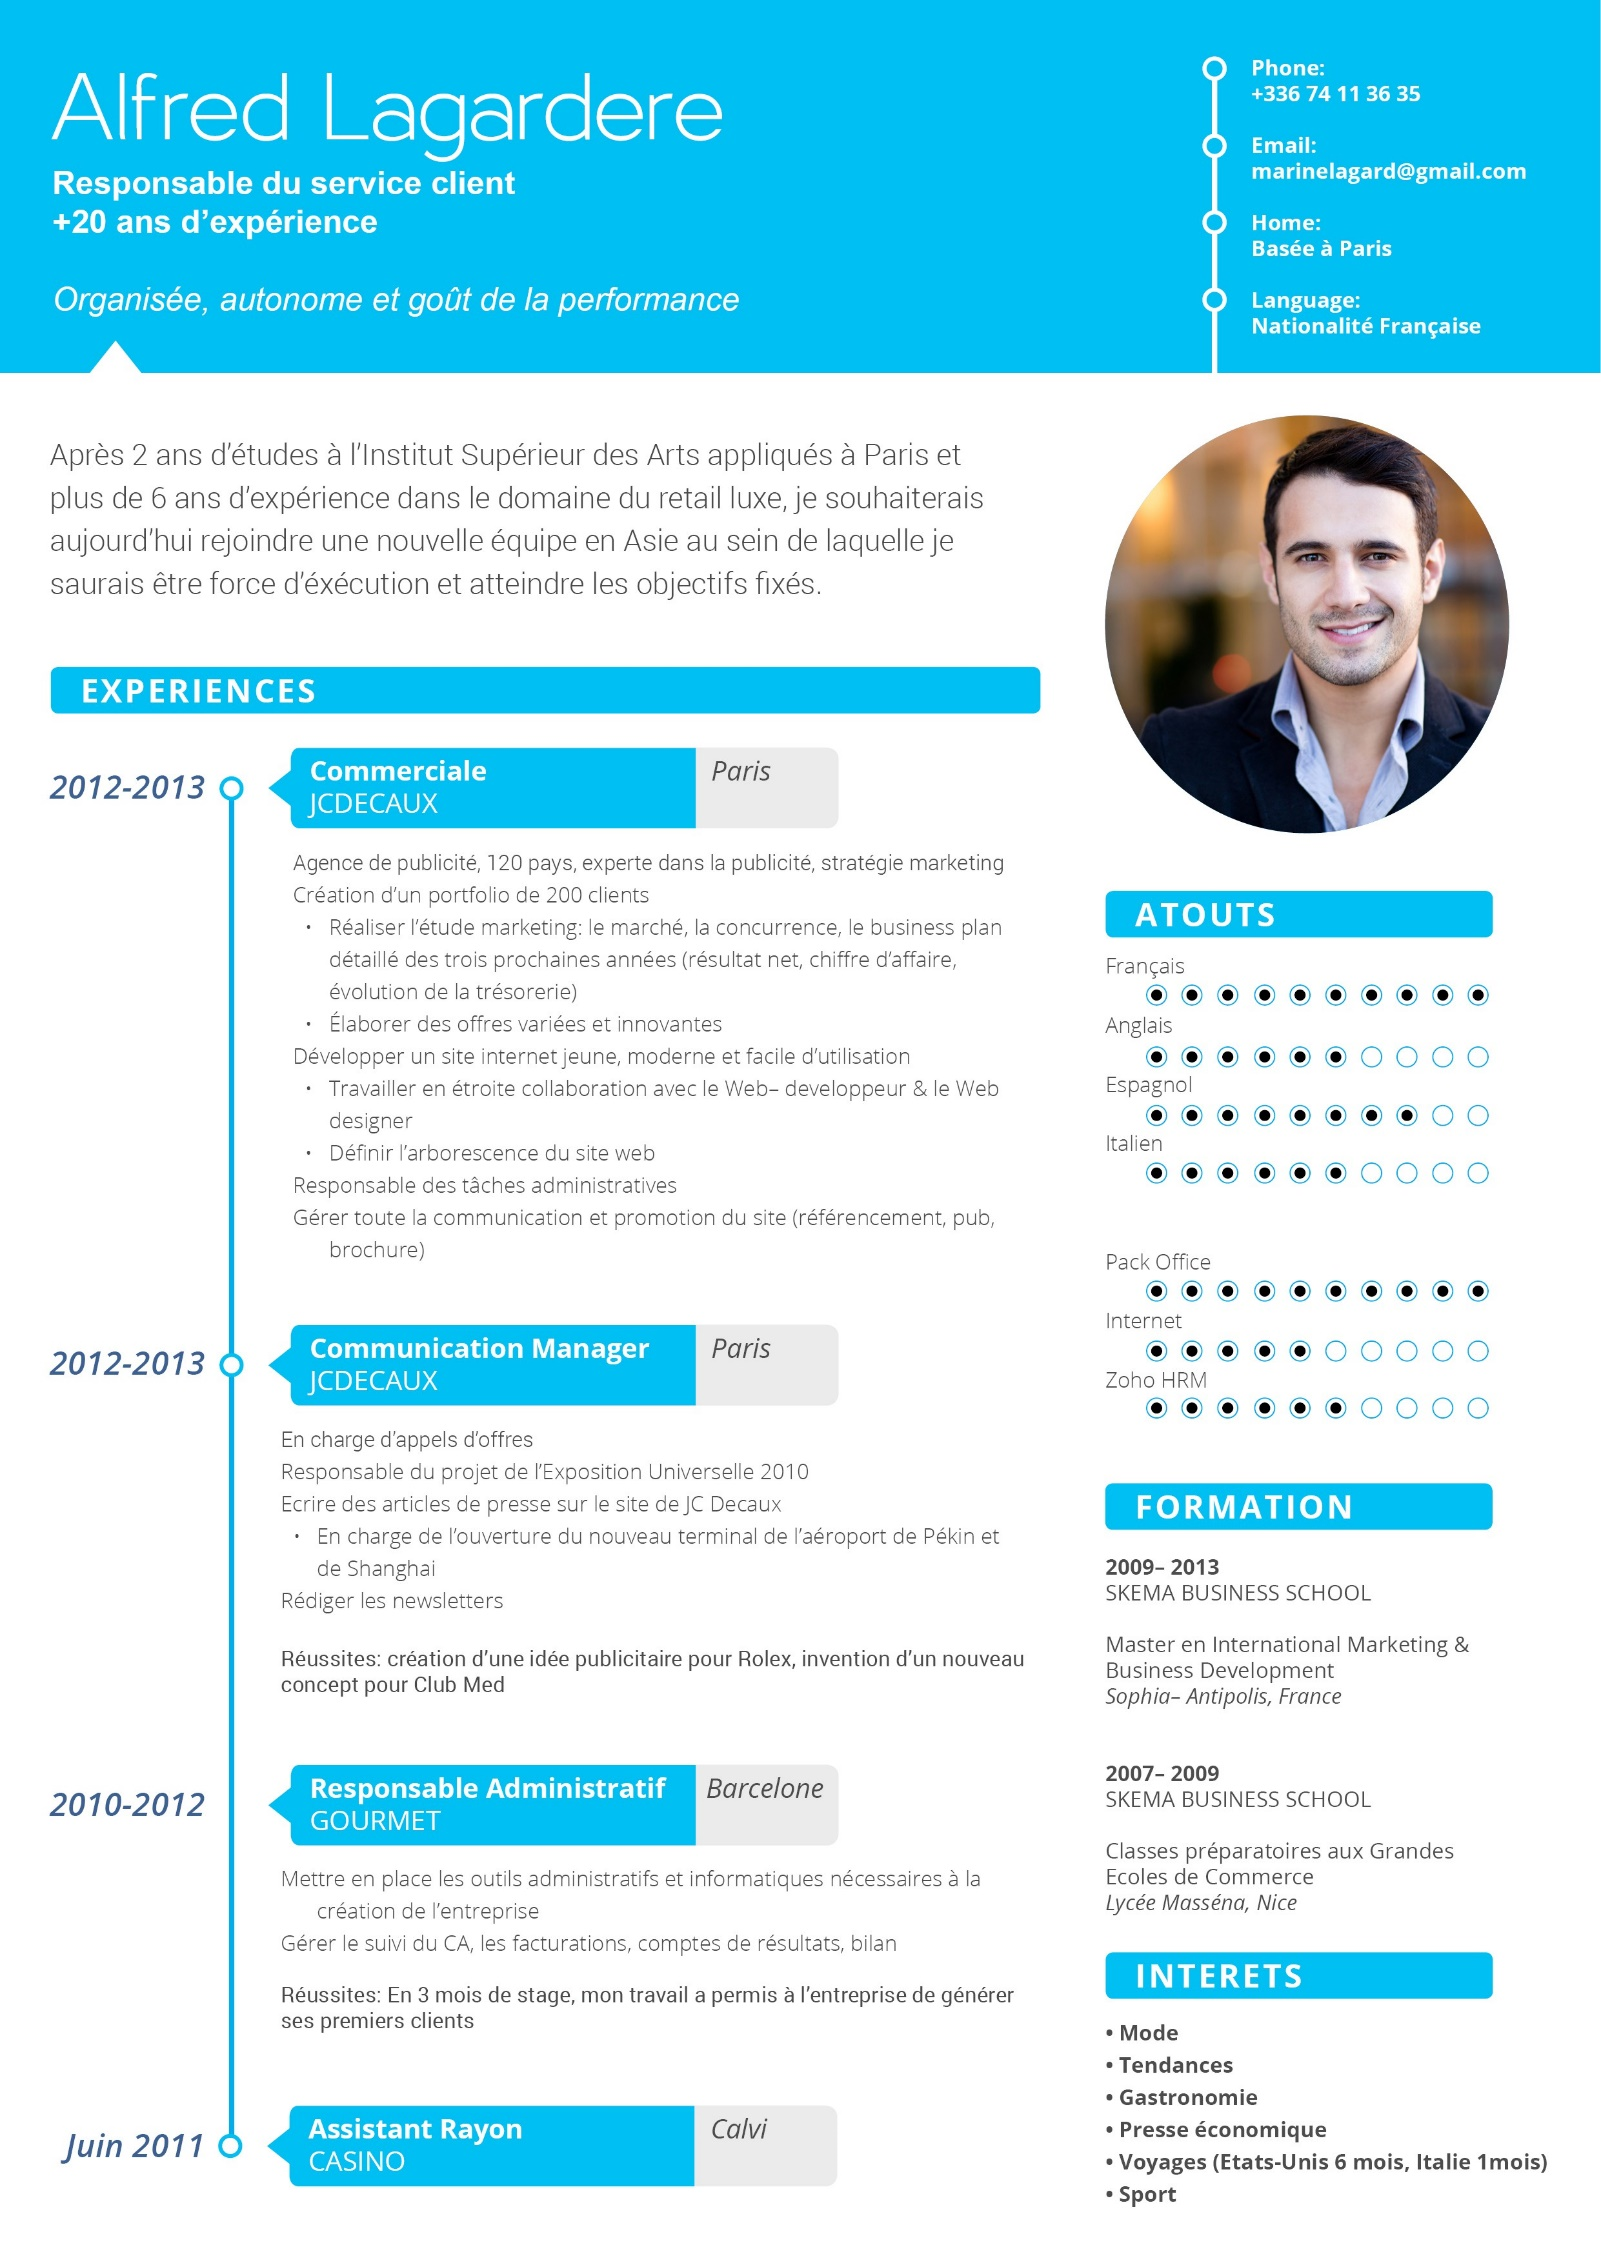 Alfred Lagardere
Responsable du service client
+20 ans d’expérience
Organisée, autonome et goût de la performance
Phone:
+336 74 11 36 35
Email:
marinelagard@gmail.com
Home:
Basée à Paris
Language:
Nationalité Française
Après 2 ans d’études à l’Institut Supérieur des Arts appliqués à Paris et
plus de 6 ans d’expérience dans le domaine du retail luxe, je souhaiterais
aujourd’hui rejoindre une nouvelle équipe en Asie au sein de laquelle je
saurais être force d’éxécution et atteindre les objectifs fixés.
EXPERIENCES
2012-2013
Commerciale
JCDECAUX
Paris
Agence de publicité, 120 pays, experte dans la publicité, stratégie marketing
Création d’un portfolio de 200 clients
• Réaliser l’étude marketing: le marché, la concurrence, le business plan
détaillé des trois prochaines années (résultat net, chiffre d’affaire,
évolution de la trésorerie)
• Élaborer des offres variées et innovantes
Développer un site internet jeune, moderne et facile d’utilisation
• Travailler en étroite collaboration avec le Web– developpeur & le Web
designer
• Définir l’arborescence du site web
Responsable des tâches administratives
Gérer toute la communication et promotion du site (référencement, pub,
brochure)
2012-2013
Communication Manager
JCDECAUX
Paris
En charge d’appels d’offres
Responsable du projet de l’Exposition Universelle 2010
Ecrire des articles de presse sur le site de JC Decaux
• En charge de l’ouverture du nouveau terminal de l’aéroport de Pékin et
de Shanghai
Rédiger les newsletters
Réussites: création d’une idée publicitaire pour Rolex, invention d’un nouveau
concept pour Club Med
2010-2012
Responsable Administratif
GOURMET
Barcelone
Mettre en place les outils administratifs et informatiques nécessaires à la
création de l’entreprise
Gérer le suivi du CA, les facturations, comptes de résultats, bilan
Réussites: En 3 mois de stage, mon travail a permis à l’entreprise de générer
ses premiers clients
Juin 2011
Assistant Rayon
CASINO
Calvi
ATOUTS
Français
Anglais
Espagnol
Italien
Pack Office
Internet
Zoho HRM
FORMATION
2009– 2013
SKEMA BUSINESS SCHOOL
Master en International Marketing &
Business Development
Sophia– Antipolis, France
2007– 2009
SKEMA BUSINESS SCHOOL
Classes préparatoires aux Grandes
Ecoles de Commerce
Lycée Masséna, Nice
INTERETS
• Mode
• Tendances
• Gastronomie
• Presse économique
• Voyages (Etats-Unis 6 mois, Italie 1mois)
• Sport